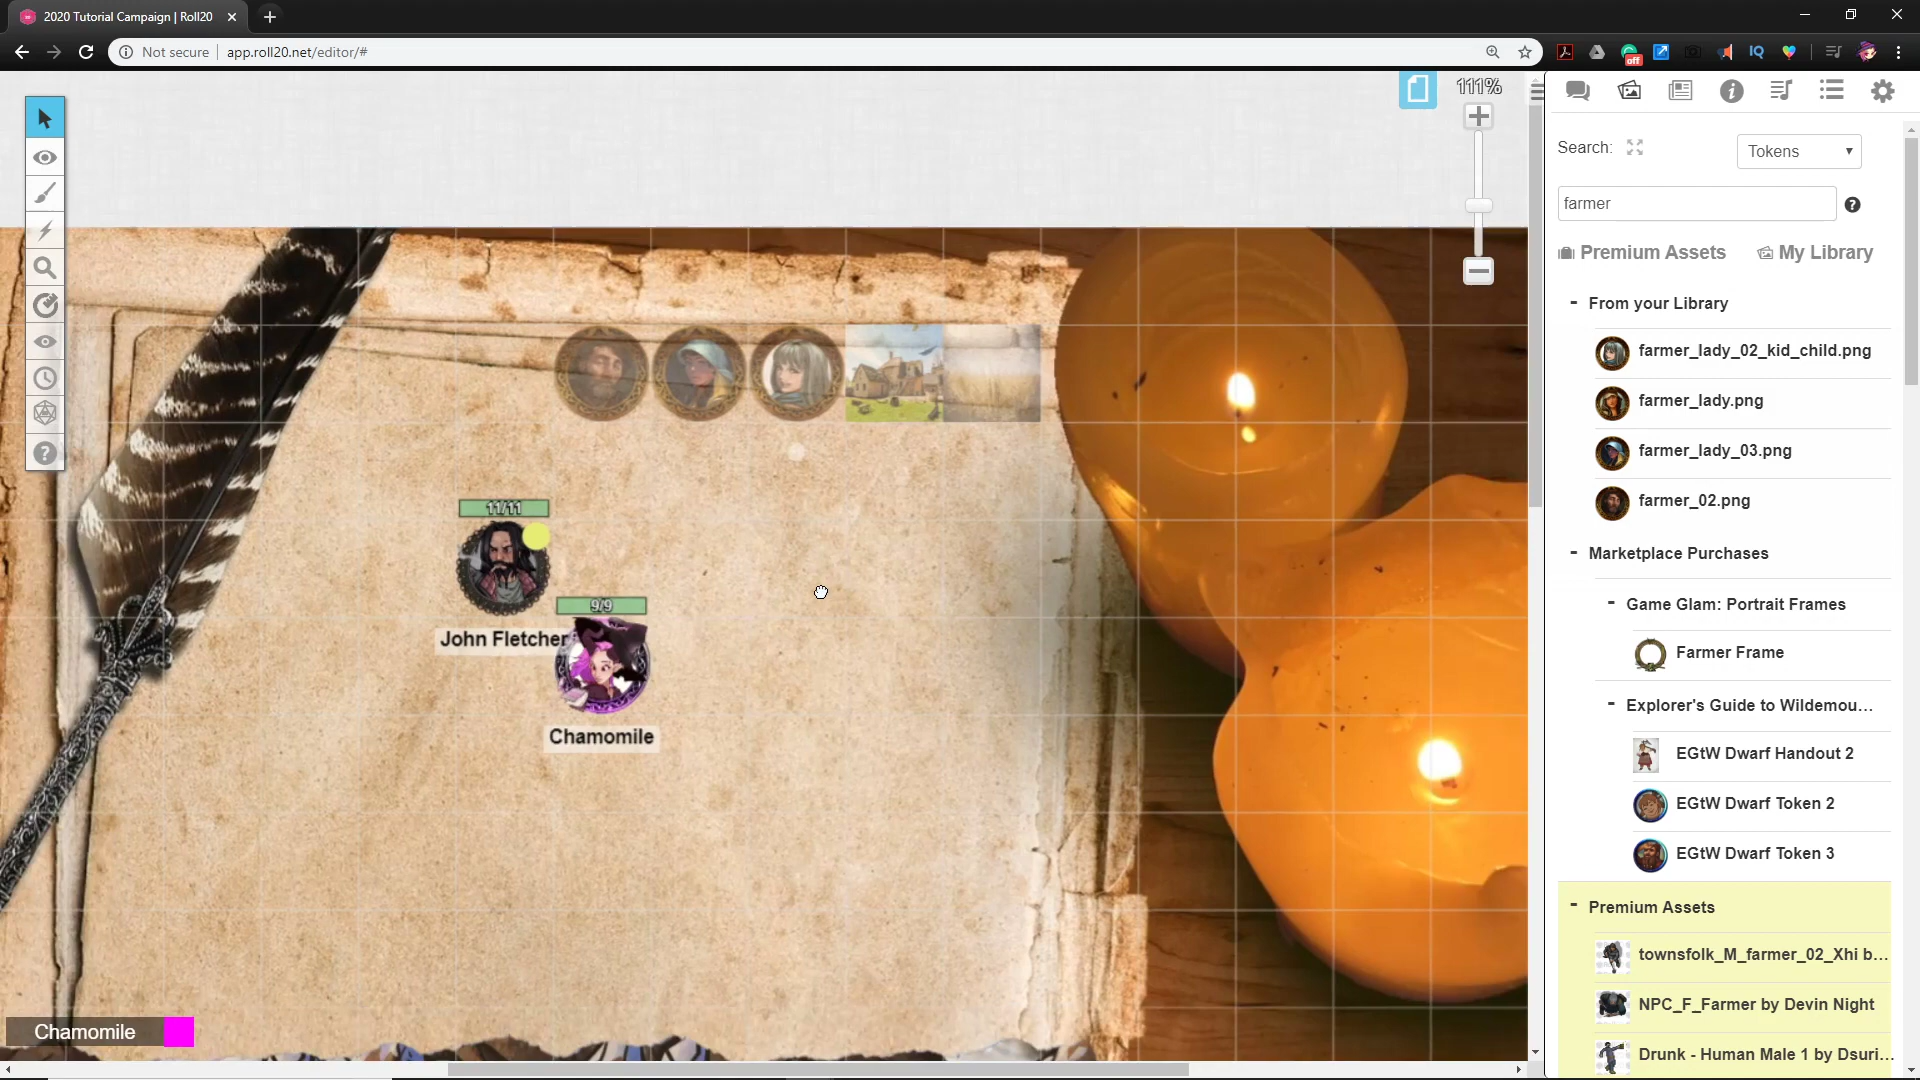 2020 Tutorial Campaign | Roll20
Not secure
app.roll20.net/editor/#
off
IQ
111%
Search:
Tokens
farmer
Premium Assets
My Library
From your Library
farmer_lady_02_kid_child.png
farmer_lady.png
farmer_lady_03.png
farmer_02.png
Marketplace Purchases
Game Glam: Portrait Frames
Farmer Frame
Explorer's Guide to Wildemou...
EGtW Dwarf Handout 2
EGtW Dwarf Token 2
EGtW Dwarf Token 3
Premium Assets
townsfolk_M_farmer_02_Xhi b...
NPC_F_Farmer by Devin Night
Drunk - Human Male 1 by Dsuri...
11/11
John Fletcher
9/9
Chamomile
Chamomile